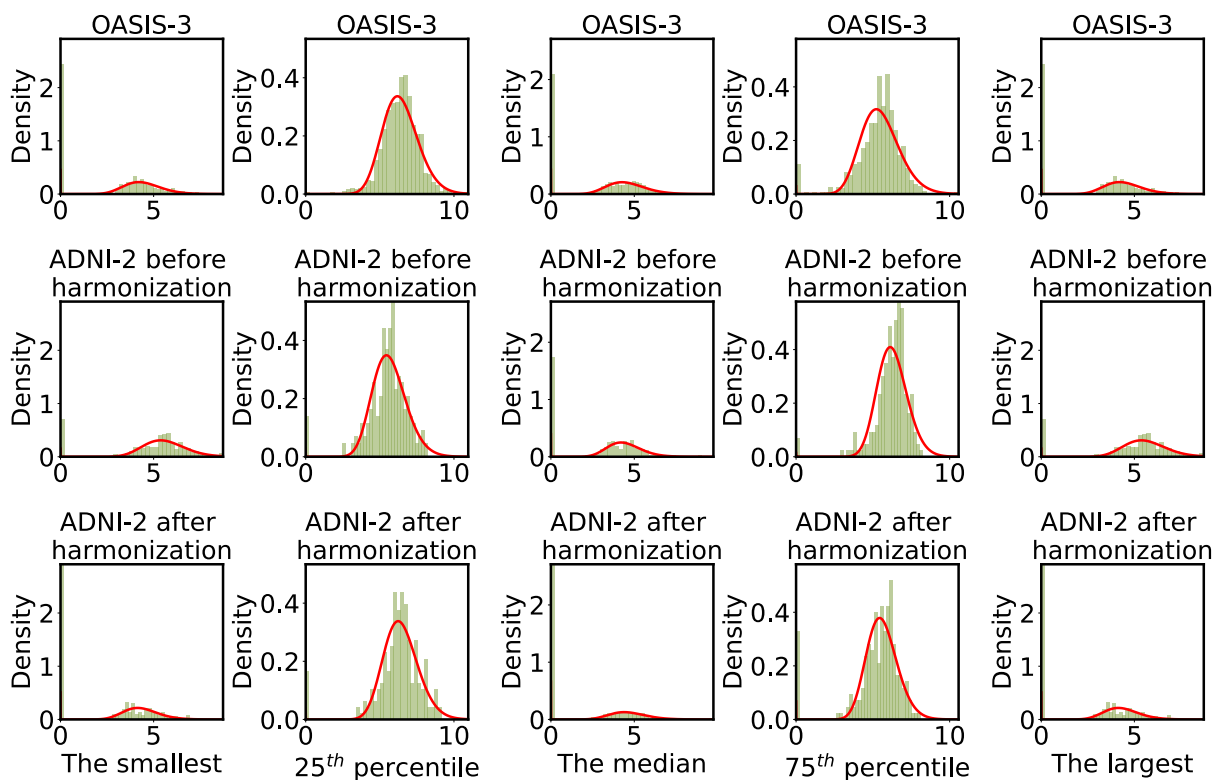 OASIS-3 OASIS-3 OASIS-3 OASIS-3 OASIS-3
Density Density Density Density Density
2 0.4 2 0.4 2
1 0.2 1 0.2 1
0 0.0 0 0.0 0
0 5 0 10 0 5 0 10 0 5
ADNI-2 before ADNI-2 before ADNI-2 before ADNI-2 before ADNI-2 before
harmonization harmonization harmonization harmonization harmonization
Density Density Density Density Density
2 0.4 2 0.4 2
1 0.2 1 0.2 1
0 0.0 0 0.0 0
0 5 0 10 0 5 0 10 0 5
ADNI-2 after ADNI-2 after ADNI-2 after ADNI-2 after ADNI-2 after
harmonization harmonization harmonization harmonization harmonization
Density Density Density Density Density
2 0.4 2 0.4 2
1 0.2 1 0.2 1
0 0.0 0 0.0 0
0 5 0 10 0 5 0 10 0 5
The smallest 25th percentile The median 75th percentile The largest